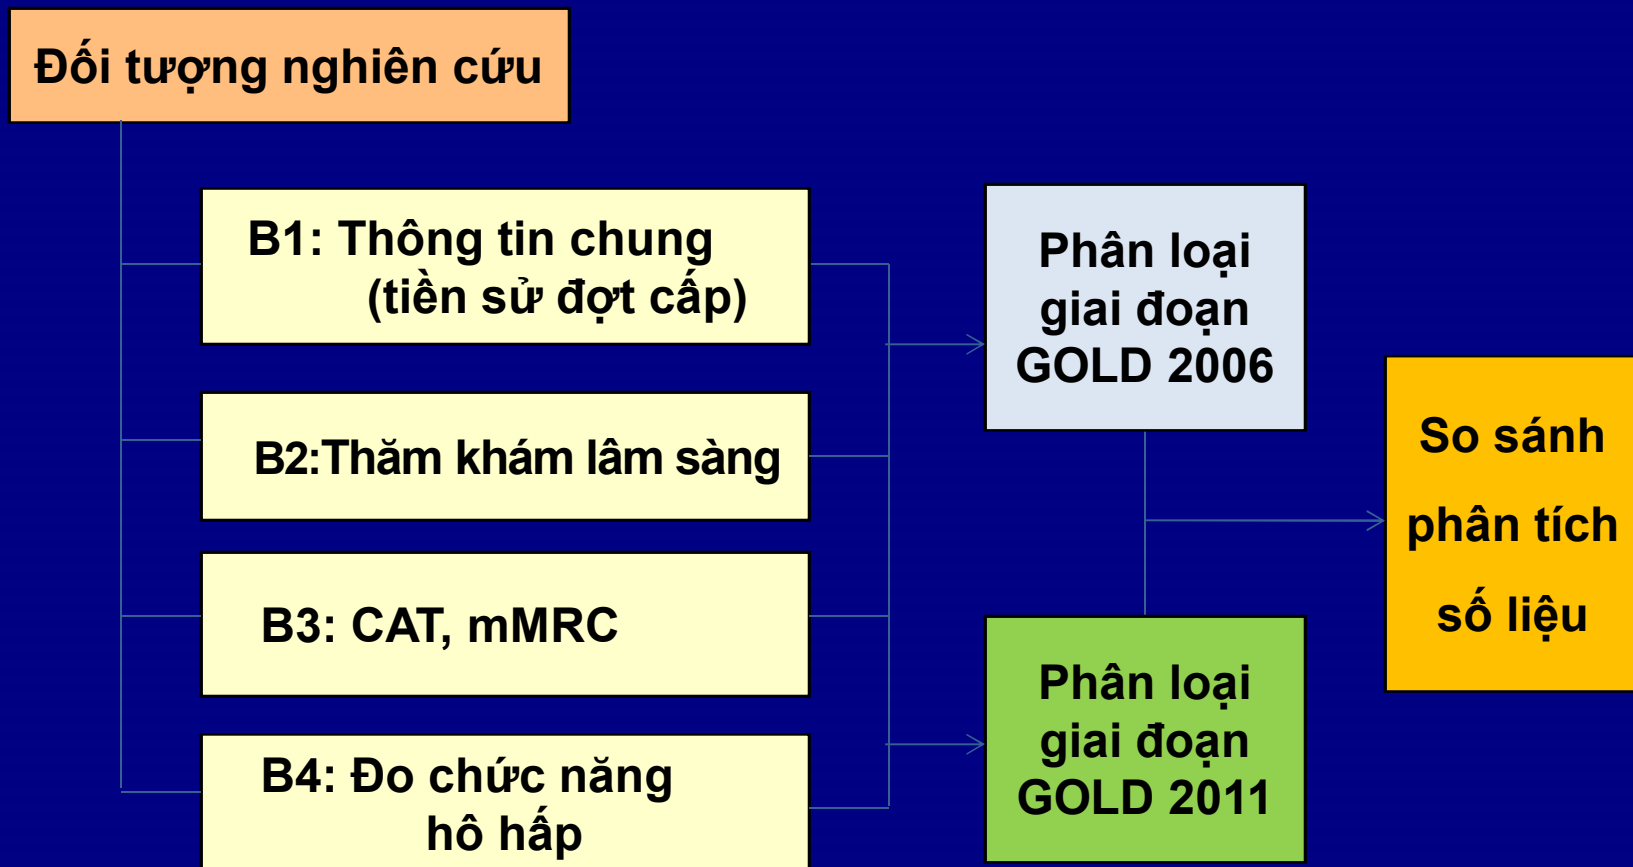 Đối tượng nghiên cứu
B1: Thông tin chung
(tiền sử đợt cấp)
B2:Thăm khám lâm sàng
B3: CAT, mMRC
B4: Đo chức năng
hô hấp
Phân loại
giai đoạn
GOLD 2006
Phân loại
giai đoạn
GOLD 2011
So sánh
phân tích
số liệu